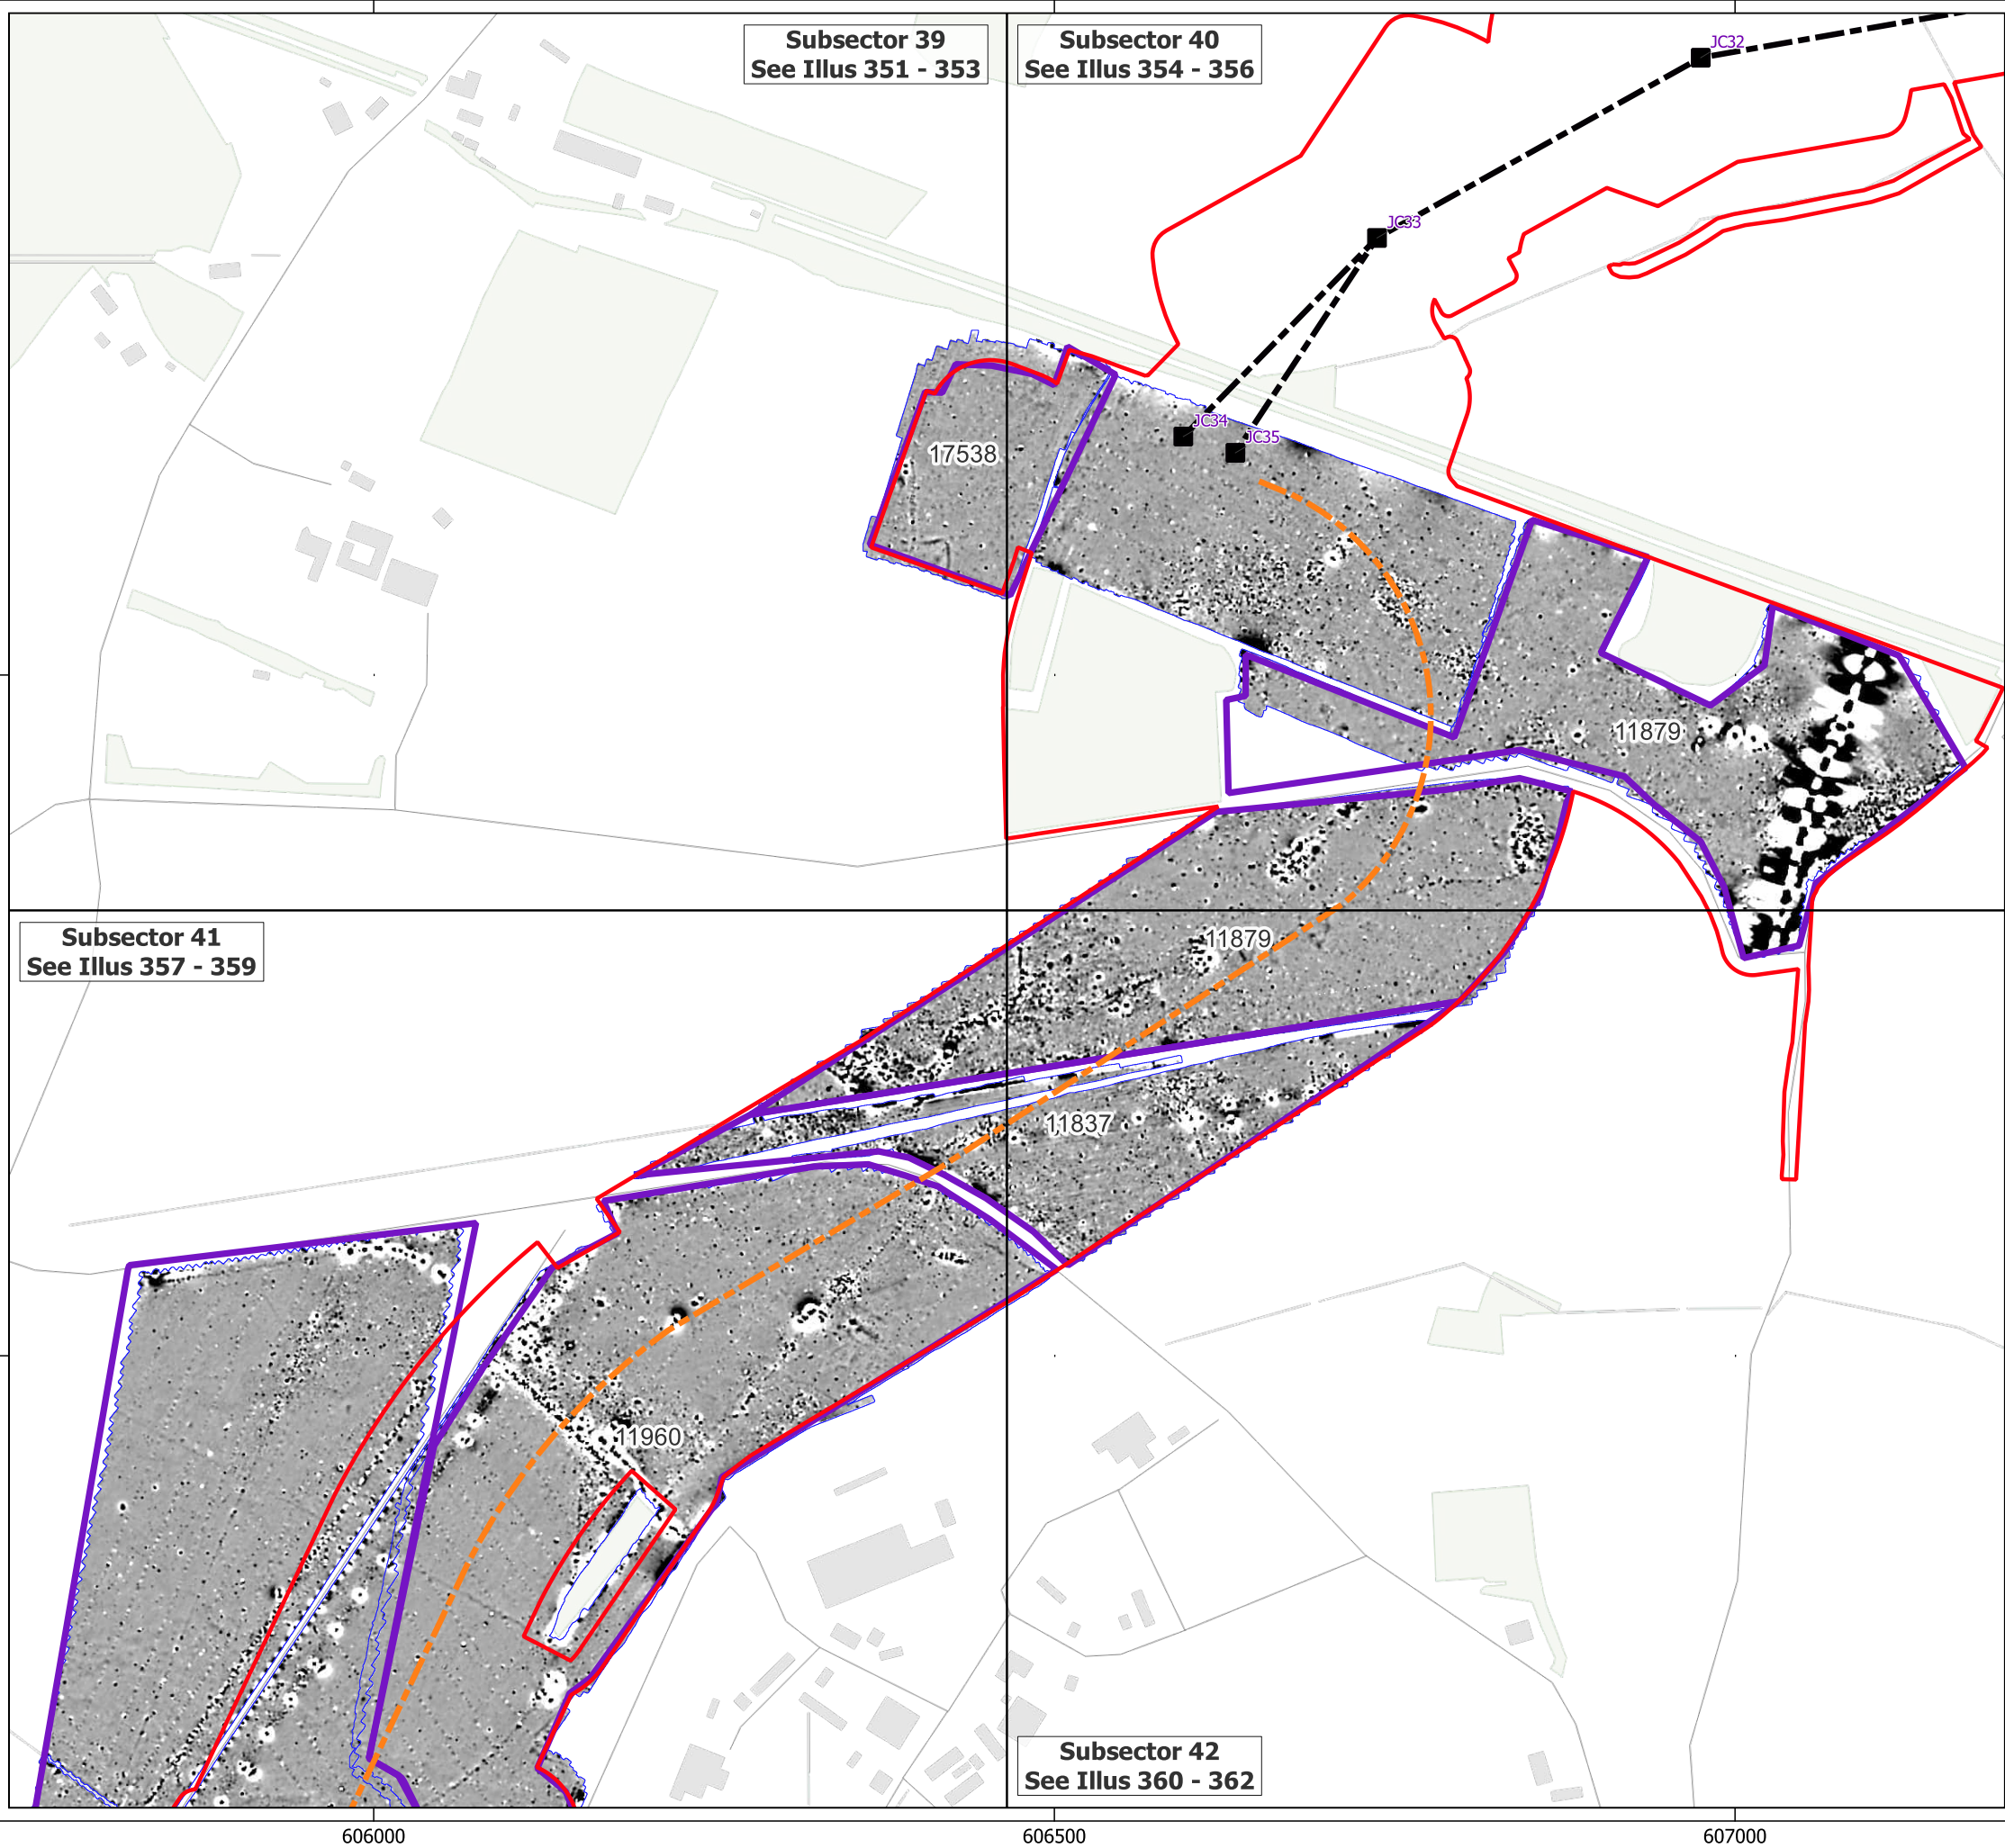 Subsector 39
See Illus 351 - 353
Subsector 40
See Illus 354 - 356
JC32
JC33
JC34
JC35
17538
11879
Subsector 41
See Illus 357 - 359
11879
11837
11960
Subsector 42
See Illus 360 - 362
606000
606500
607000